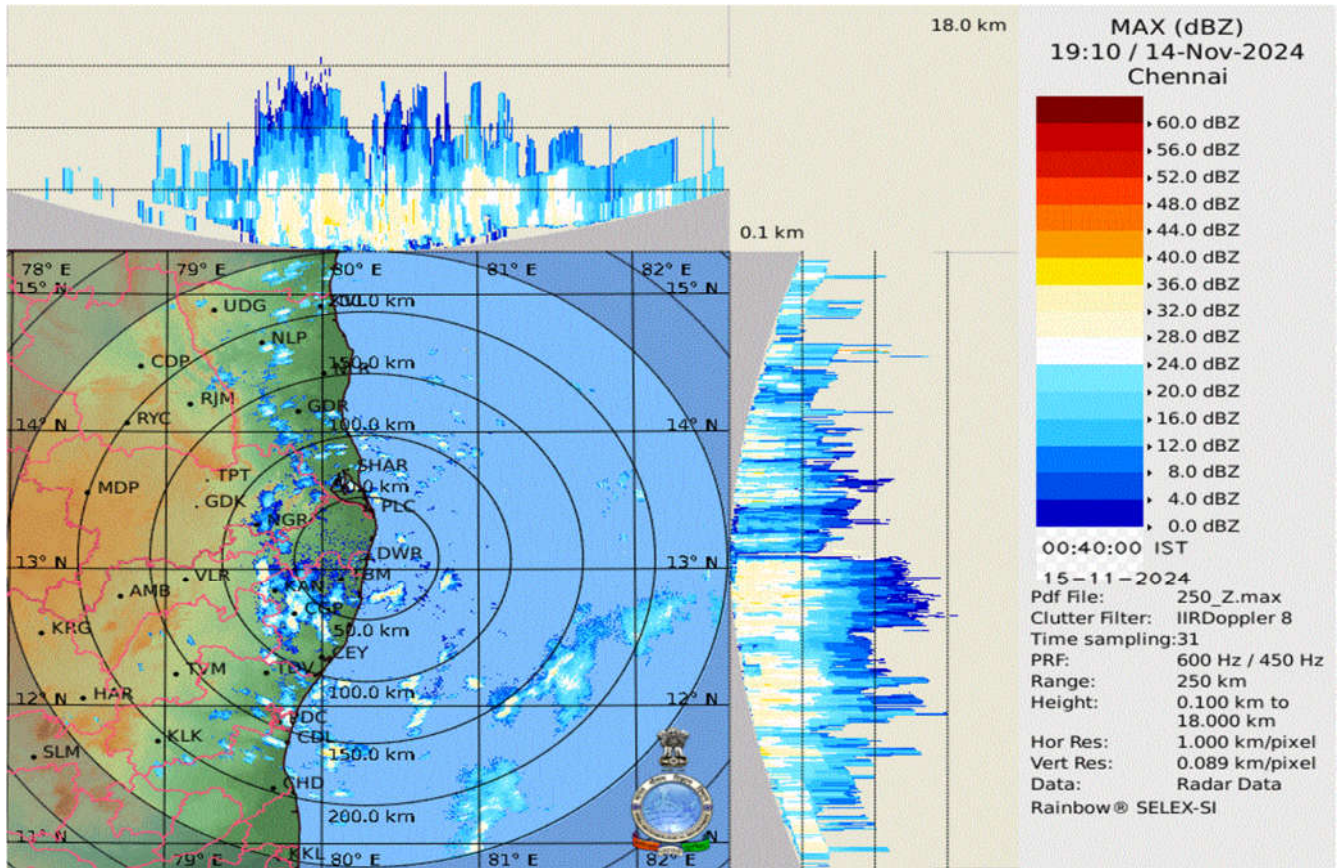 18.0 km
0.1 km
78° E
79° E
80° E
81° E
82° E
15° N
15° N
UDG
KVL
200.0 km
NLP
150.0 km
CDP
RJM
GDR
RYC
100.0 km
14° N
14° N
SHAR
TPT
MDP
GDK
PLC
NGR
DWR
13° N
13° N
VLR
AMB
KAN
CGP
KRG
50.0 km
CEY
TVM
TDV
100.0 km
HAR
12° N
12° N
PDC
KLK
CDL
SLM
150.0 km
CHD
200.0 km
11° N
11° N
KKL
79° E
80° E
81° E
82° E
MAX (dBZ)
19:10 / 14-Nov-2024
Chennai
60.0 dBZ
56.0 dBZ
52.0 dBZ
48.0 dBZ
44.0 dBZ
40.0 dBZ
36.0 dBZ
32.0 dBZ
28.0 dBZ
24.0 dBZ
20.0 dBZ
16.0 dBZ
12.0 dBZ
8.0 dBZ
4.0 dBZ
0.0 dBZ
00:40:00 IST
15-11-2024
Pdf File: 250_Z.max
Clutter Filter: IIRDoppler 8
Time sampling:31
PRF: 600 Hz / 450 Hz
Range: 250 km
Height: 0.100 km to
18.000 km
Hor Res: 1.000 km/pixel
Vert Res: 0.089 km/pixel
Data: Radar Data
Rainbow® SELEX-SI